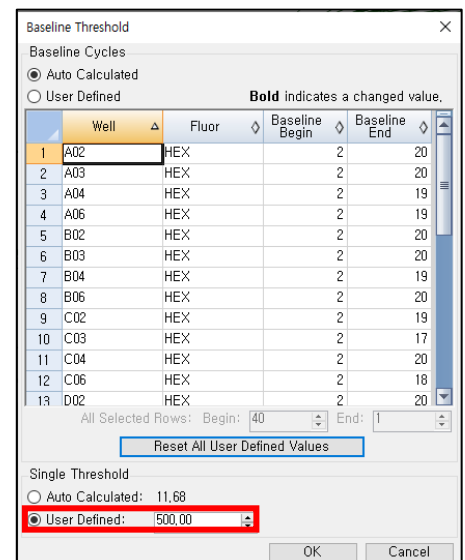 Baseline Threshold
Baseline Cycles
Auto Calculated
User Defined Bold indicates a changed value.
Well Fluor Baseline Begin Baseline End
1 A02 HEX 2 20
2 A03 HEX 2 20
3 A04 HEX 2 19
4 A06 HEX 2 19
5 B02 HEX 2 20
6 B03 HEX 2 20
7 B04 HEX 2 19
8 B06 HEX 2 20
9 C02 HEX 2 19
10 C03 HEX 2 17
11 C04 HEX 2 20
12 C06 HEX 2 18
13 D02 HEX 2 20
All Selected Rows: Begin: 40 End: 1
Reset All User Defined Values
Single Threshold
Auto Calculated: 11.68
User Defined: 500.00
OK Cancel